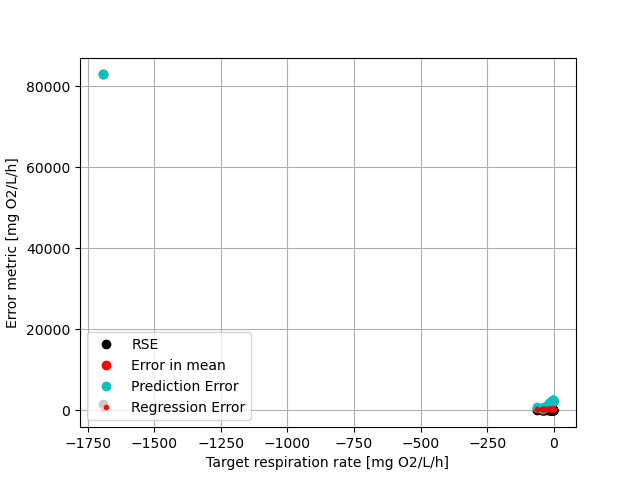 80000
60000
40000
20000
0
Error metric [mg O2/L/h]
RSE
Error in mean
Prediction Error
Regression Error
−1750 −1500 −1250 −1000 −750 −500 −250 0
Target respiration rate [mg O2/L/h]